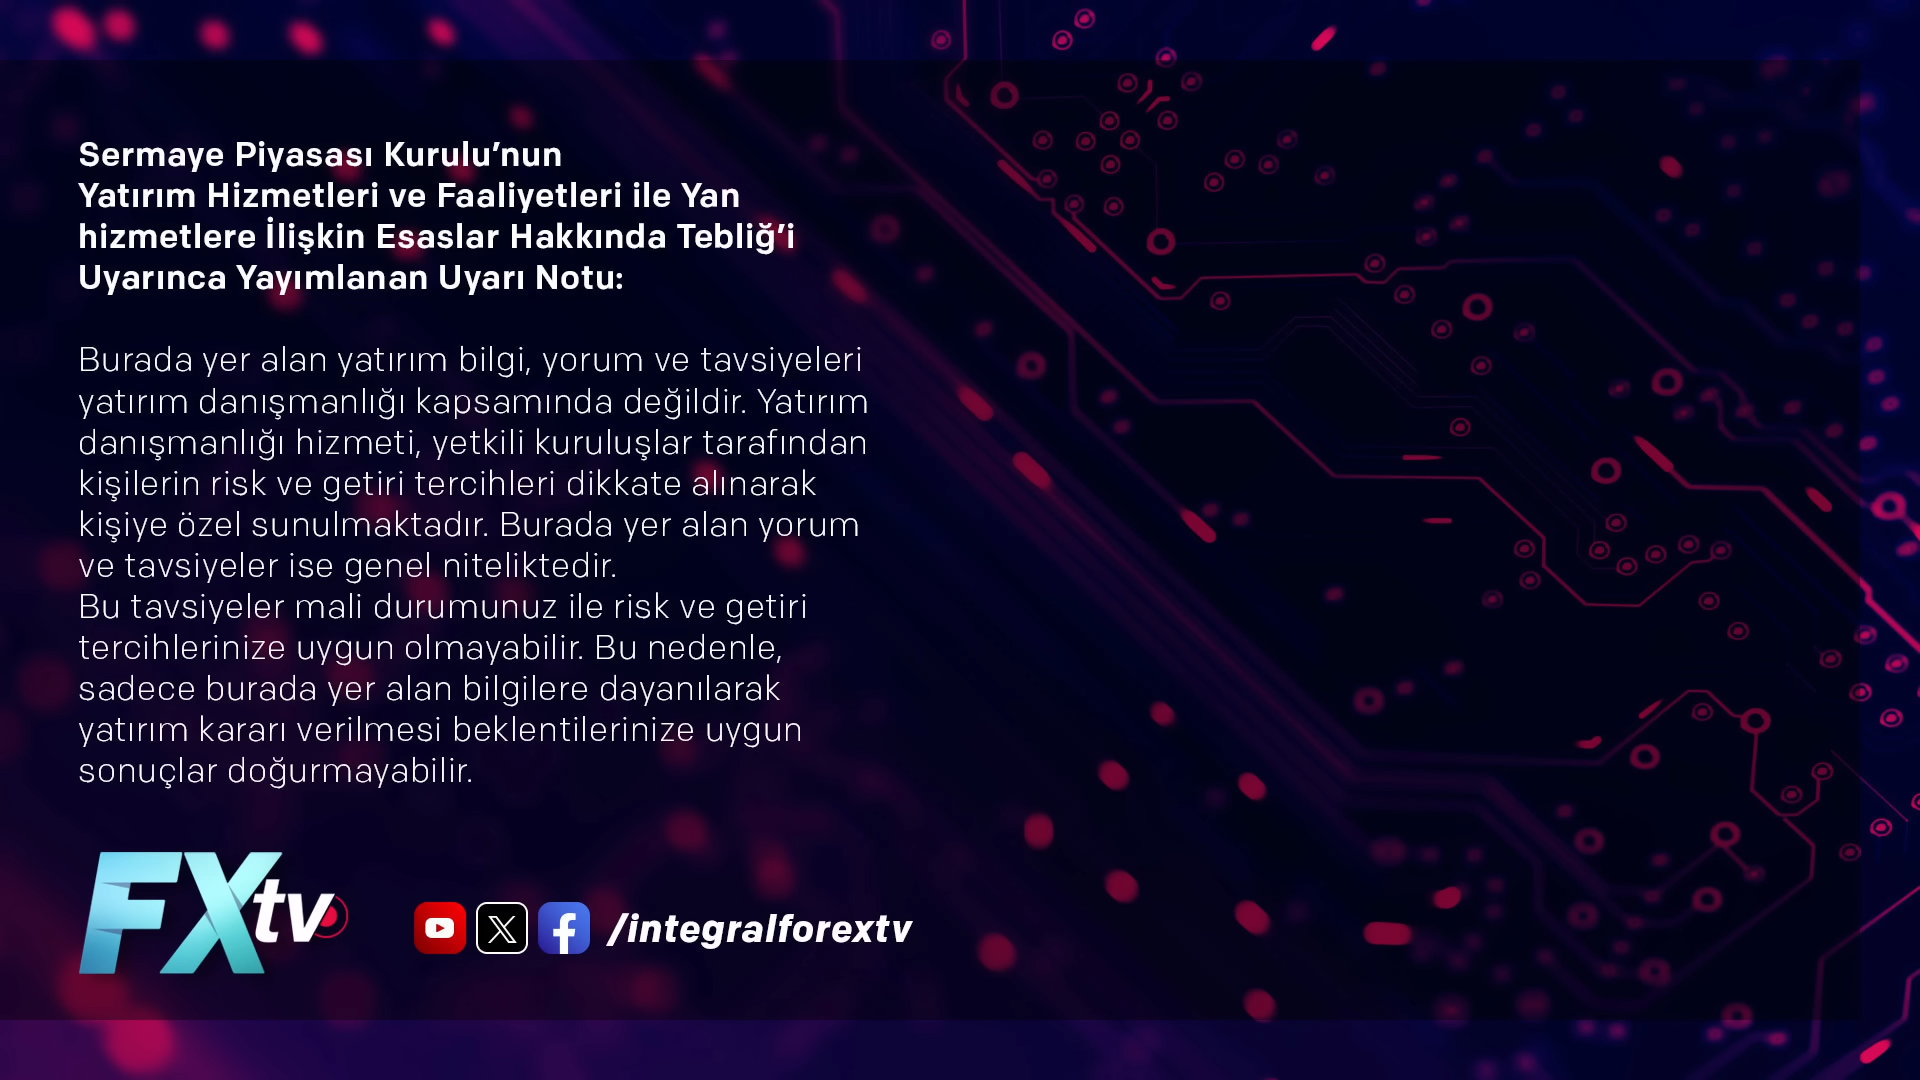 Sermaye Piyasası Kurulu’nun
Yatırım Hizmetleri ve Faaliyetleri ile Yan
hizmetlere İlişkin Esaslar Hakkında Tebliğ’i
Uyarınca Yayımlanan Uyarı Notu:
Burada yer alan yatırım bilgi, yorum ve tavsiyeleri
yatırım danışmanlığı kapsamında değildir. Yatırım
danışmanlığı hizmeti, yetkili kuruluşlar tarafından
kişilerin risk ve getiri tercihleri dikkate alınarak
kişiye özel sunulmaktadır. Burada yer alan yorum
ve tavsiyeler ise genel niteliktedir.
Bu tavsiyeler mali durumunuz ile risk ve getiri
tercihlerinize uygun olmayabilir. Bu nedenle,
sadece burada yer alan bilgilere dayanılarak
yatırım kararı verilmesi beklentilerinize uygun
sonuçlar doğurmayabilir.
FXtv
/integralforextv